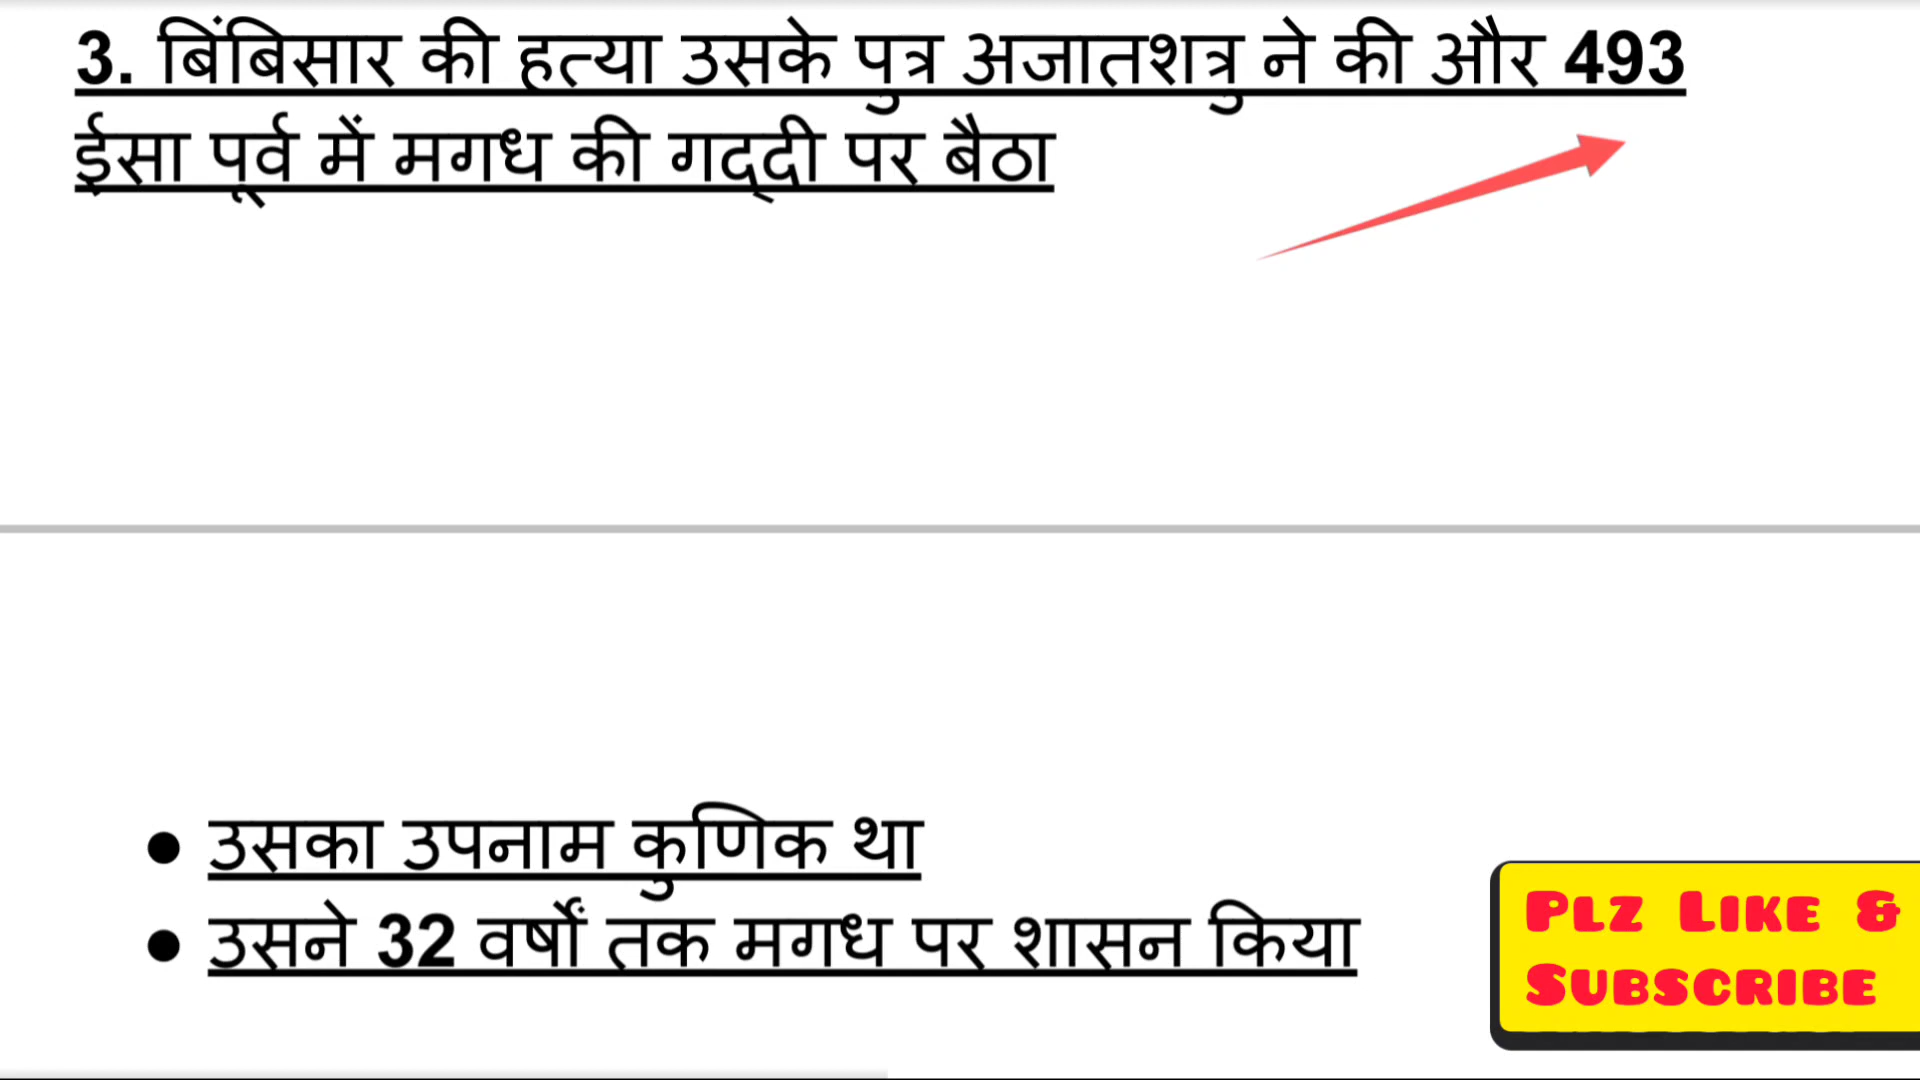 3. बिंबिसार की हत्या उसके पुत्र अजातशत्रु ने की और 493
ईसा पूर्व में मगध की गद्दी पर बैठा
● उसका उपनाम कुणिक था
● उसने 32 वर्षों तक मगध पर शासन किया
PLZ LIKE &
SUBSCRIBE